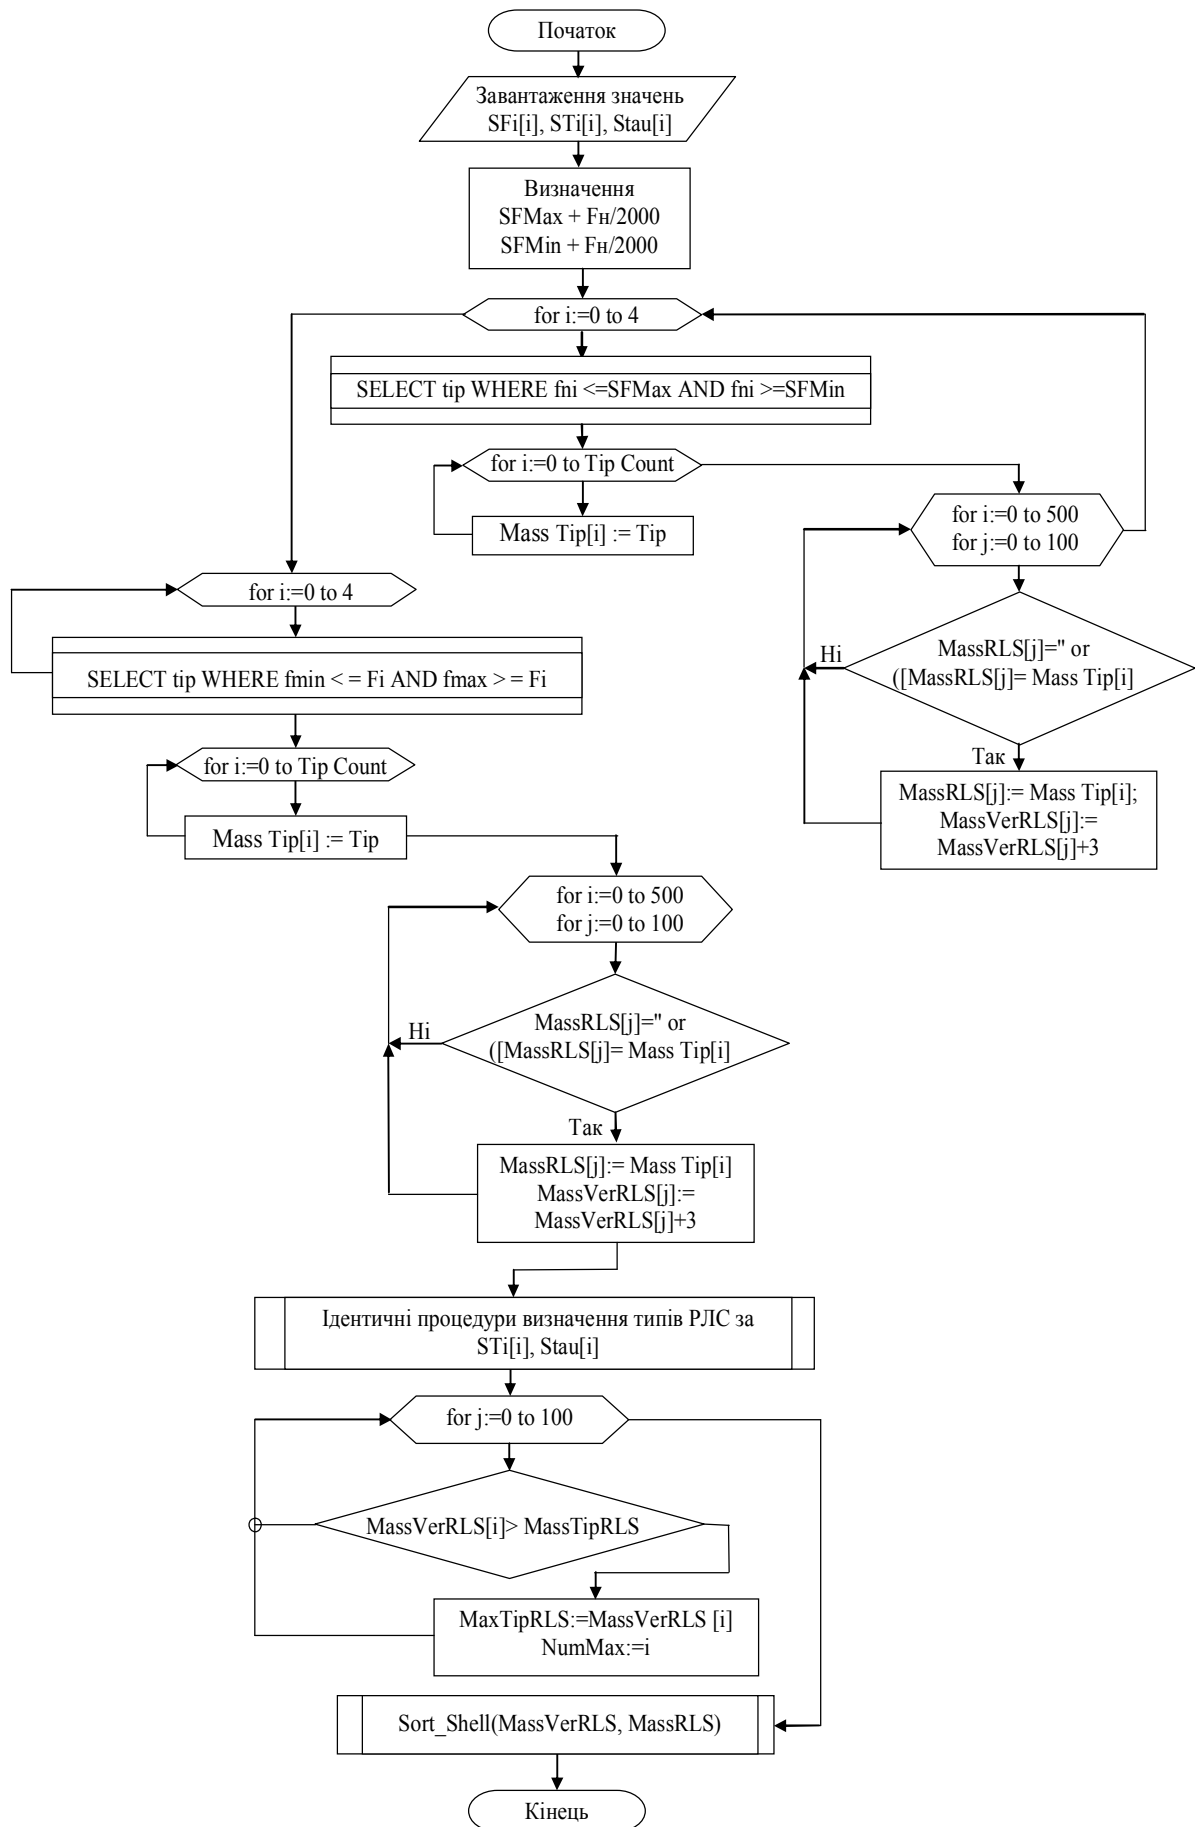 Початок
Завантаження значень
SFi[i], STi[i], Stau[i]
Визначення
SFMax + Fн/2000
SFMin + Fн/2000
for i:=0 to 4
SELECT tip WHERE fni <=SFMax AND fni >=SFMin
for i:=0 to Tip Count
Mass Tip[i] := Tip
for i:=0 to 500
for j:=0 to 100
MassRLS[j]='' or
([MassRLS[j]= Mass Tip[i]
Ні
Так
MassRLS[j]:= Mass Tip[i];
MassVerRLS[j]:=
MassVerRLS[j]+3
for i:=0 to 4
SELECT tip WHERE fmin < = Fi AND fmax > = Fi
for i:=0 to Tip Count
Mass Tip[i] := Tip
for i:=0 to 500
for j:=0 to 100
MassRLS[j]='' or
([MassRLS[j]= Mass Tip[i]
Ні
Так
MassRLS[j]:= Mass Tip[i]
MassVerRLS[j]:=
MassVerRLS[j]+3
Ідентичні процедури визначення типів РЛС за
STi[i], Stau[i]
for j:=0 to 100
MassVerRLS[i]> MassTipRLS
MaxTipRLS:=MassVerRLS [i]
NumMax:=i
Sort_Shell(MassVerRLS, MassRLS)
Кінець